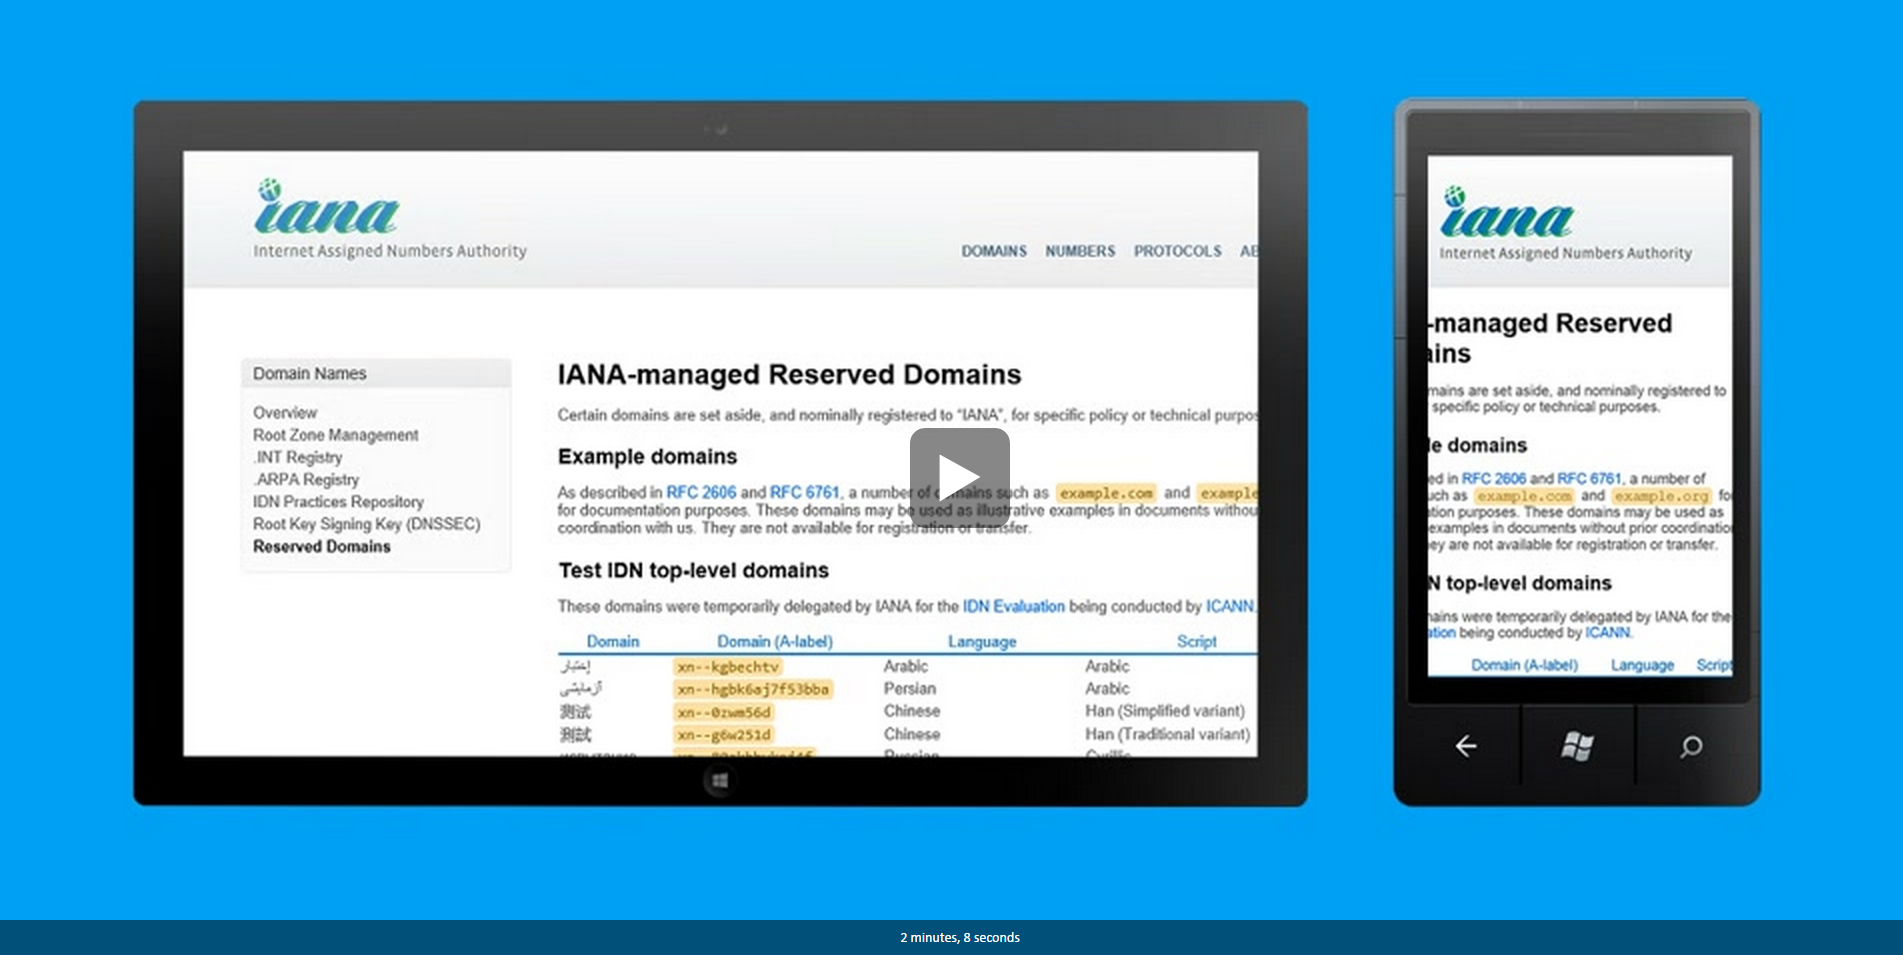 iana
Internet Assigned Numbers Authority
DOMAINS NUMBERS PROTOCOLS AB
Domain Names
Overview
Root Zone Management
.INT Registry
.ARPA Registry
IDN Practices Repository
Root Key Signing Key (DNSSEC)
Reserved Domains
IANA-managed Reserved Domains
Certain domains are set aside, and nominally registered to “IANA”, for specific policy or technical purpos
Example domains
As described in RFC 2606 and RFC 6761, a number of domains such as example.com and example
for documentation purposes. These domains may be used as illustrative examples in documents withou
coordination with us. They are not available for registration or transfer.
Test IDN top-level domains
These domains were temporarily delegated by IANA for the IDN Evaluation being conducted by ICANN.
Domain Domain (A-label) Language Script
إختبار xn--kgbechtv Arabic Arabic
آزمایشی xn--hgbk6aj7f53bba Persian Arabic
测试 xn--0zwm56d Chinese Han (Simplified variant)
測試 xn--g6w251d Chinese Han (Traditional variant)
Russian Cyrillic
iana
Internet Assigned Numbers Authority
-managed Reserved
ains
mains are set aside, and nominally registered to
specific policy or technical purposes.
le domains
ed in RFC 2606 and RFC 6761, a number of
uch as example.com and example.org fo
tion purposes. These domains may be used as
examples in documents without prior coordinatio
ey are not available for registration or transfer.
N top-level domains
ains were temporarily delegated by IANA for the
ation being conducted by ICANN.
Domain (A-label) Language Script
2 minutes, 8 seconds